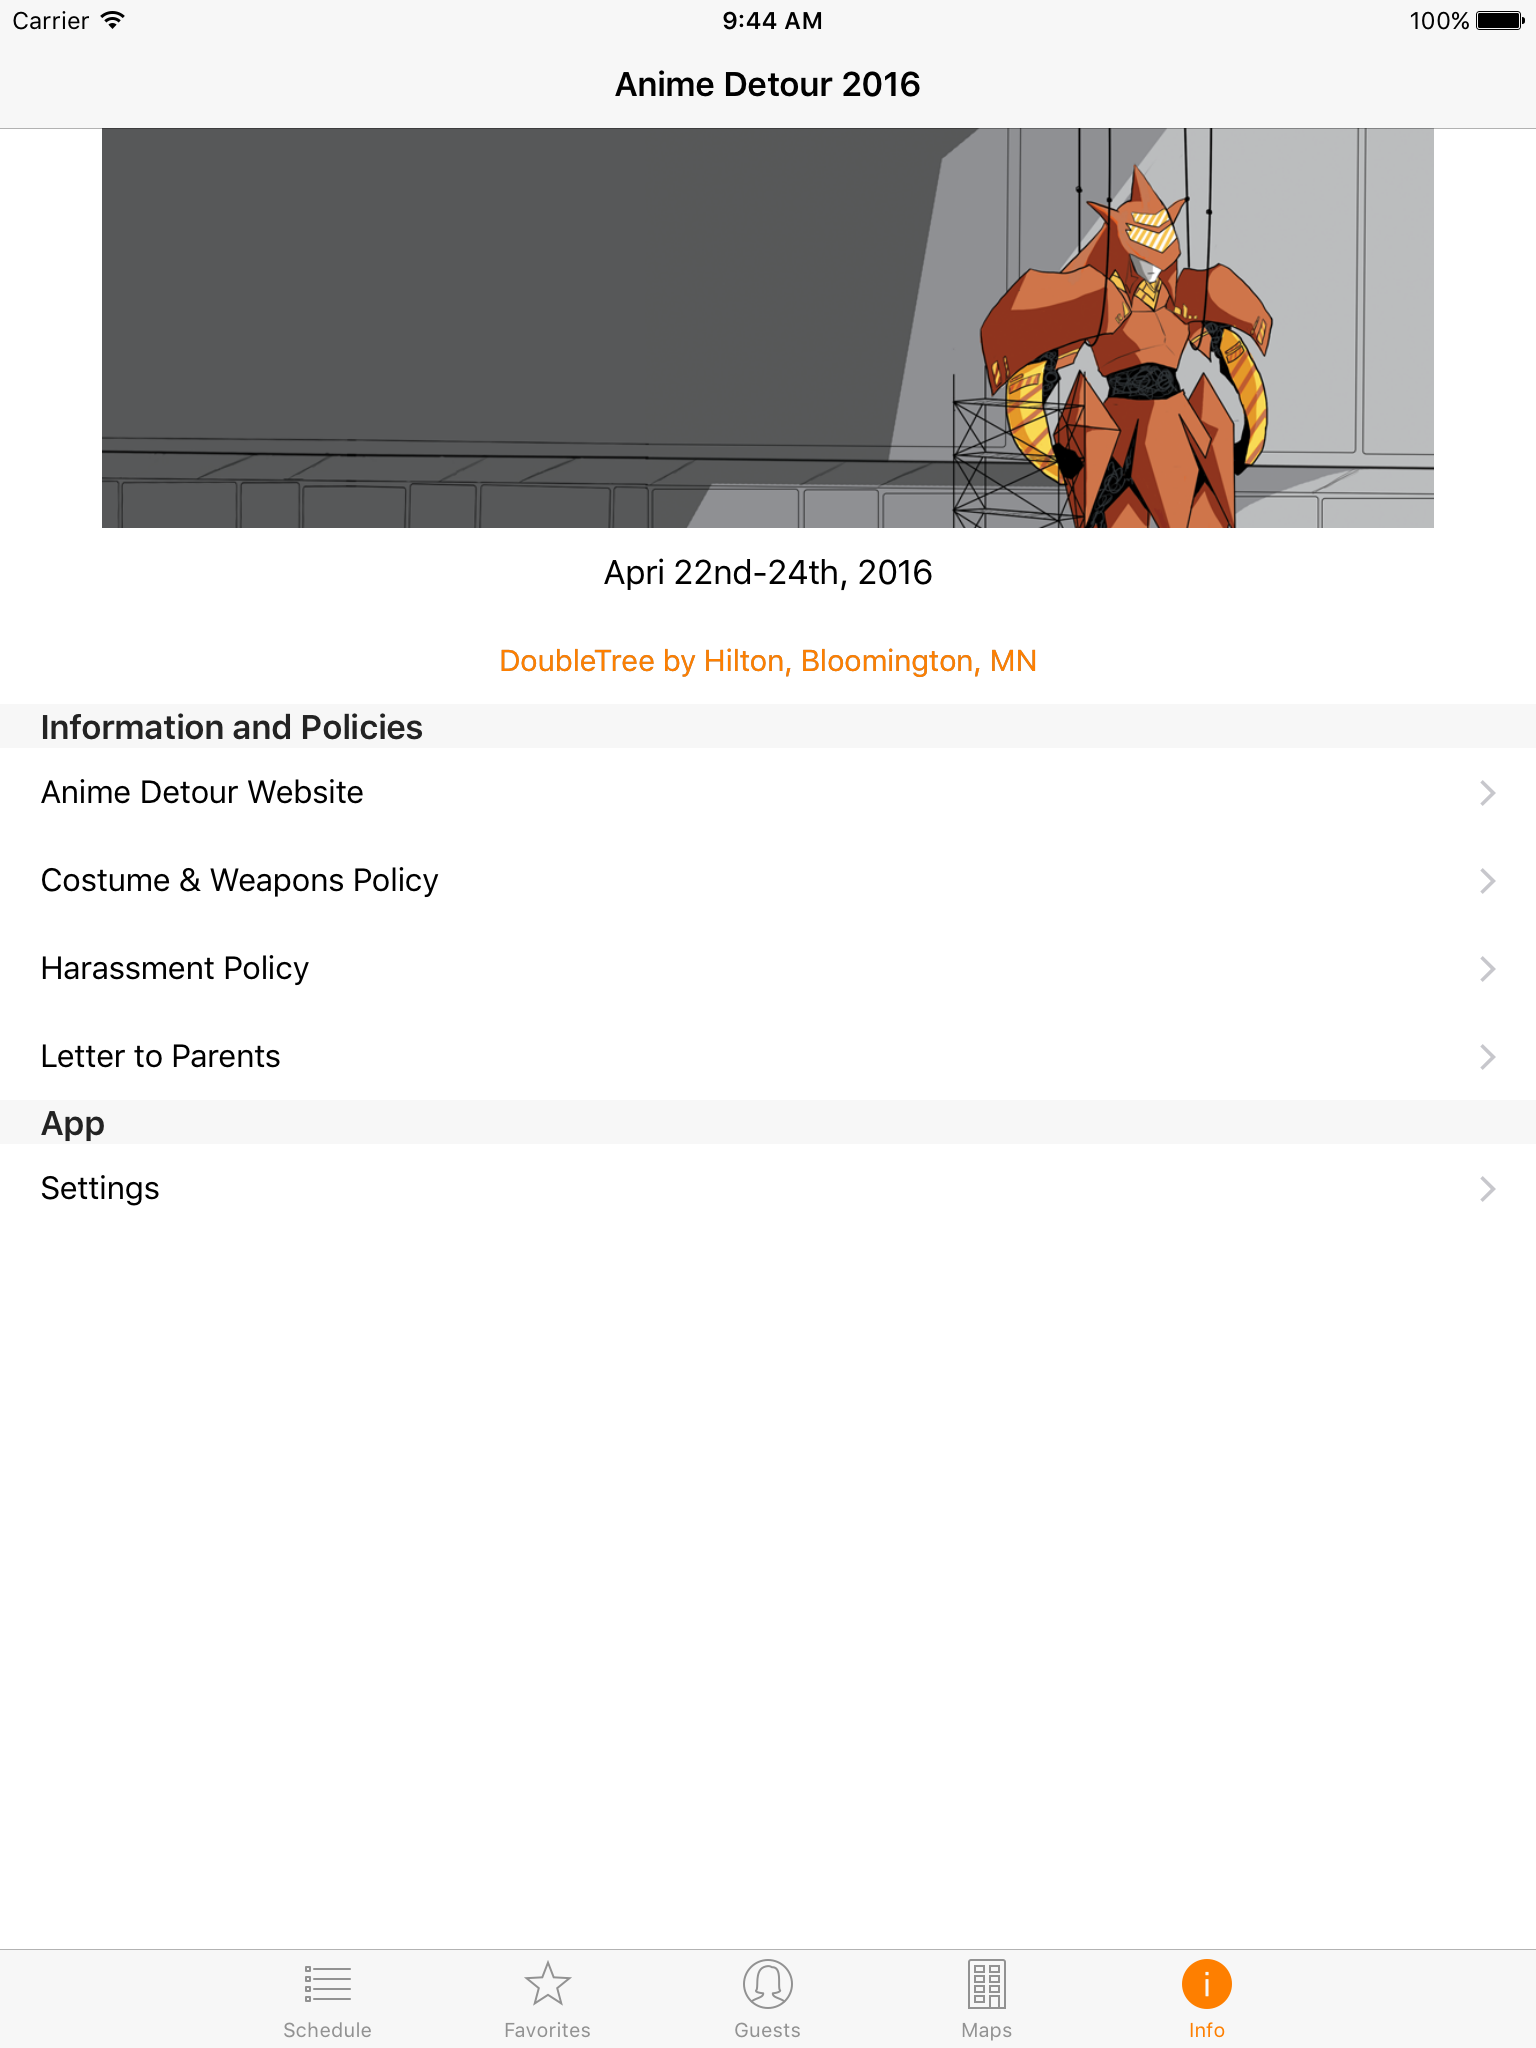 Carrier 9:44 AM 100%
Anime Detour 2016
Apri 22nd-24th, 2016
DoubleTree by Hilton, Bloomington, MN
Information and Policies
Anime Detour Website
Costume & Weapons Policy
Harassment Policy
Letter to Parents
App
Settings
Schedule Favorites Guests Maps Info